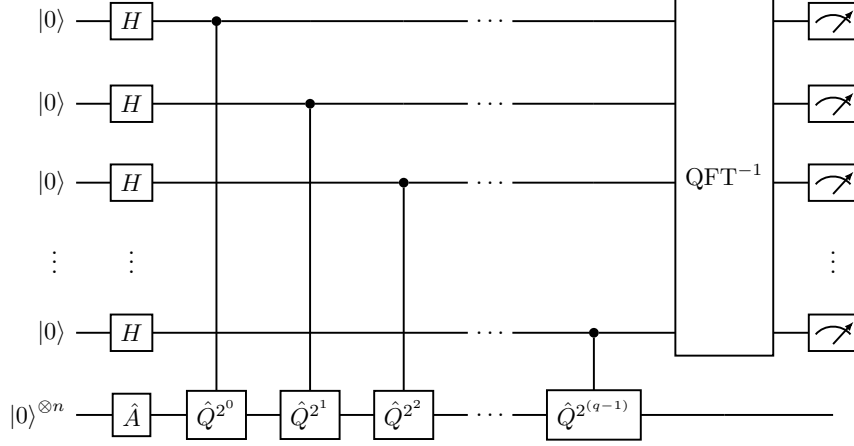 |0⟩ H ⋯ QFT⁻¹
|0⟩ H ⋯
|0⟩ H ⋯
⋮ ⋮ ⋮
|0⟩ H ⋯
|0⟩^{⊗n} Â Q̂^{2^0} Q̂^{2^1} Q̂^{2^2} ⋯ Q̂^{2^{(q−1)}}